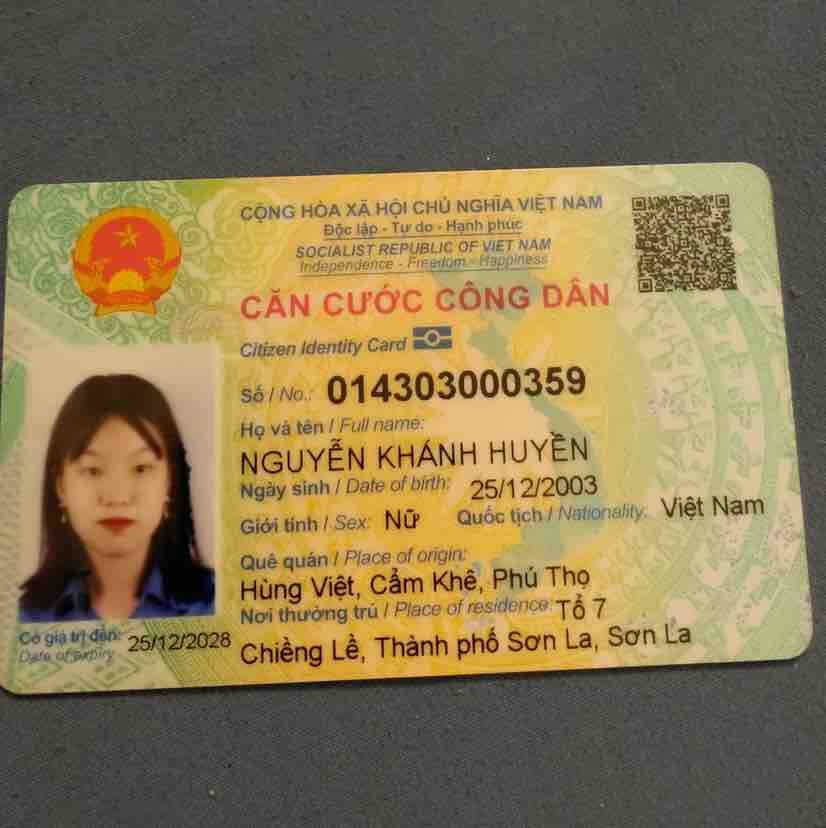 CỘNG HÒA XÃ HỘI CHỦ NGHĨA VIỆT NAM
Độc lập - Tự do - Hạnh phúc
SOCIALIST REPUBLIC OF VIET NAM
Independence - Freedom - Happiness
CĂN CƯỚC CÔNG DÂN
Citizen Identity Card
Số / No.: 014303000359
Họ và tên / Full name:
NGUYỄN KHÁNH HUYỀN
Ngày sinh / Date of birth: 25/12/2003
Giới tính / Sex: Nữ Quốc tịch / Nationality: Việt Nam
Quê quán / Place of origin:
Hùng Việt, Cẩm Khê, Phú Thọ
Nơi thường trú / Place of residence: Tổ 7
Chiềng Lề, Thành phố Sơn La, Sơn La
Có giá trị đến: 25/12/2028
Date of expiry